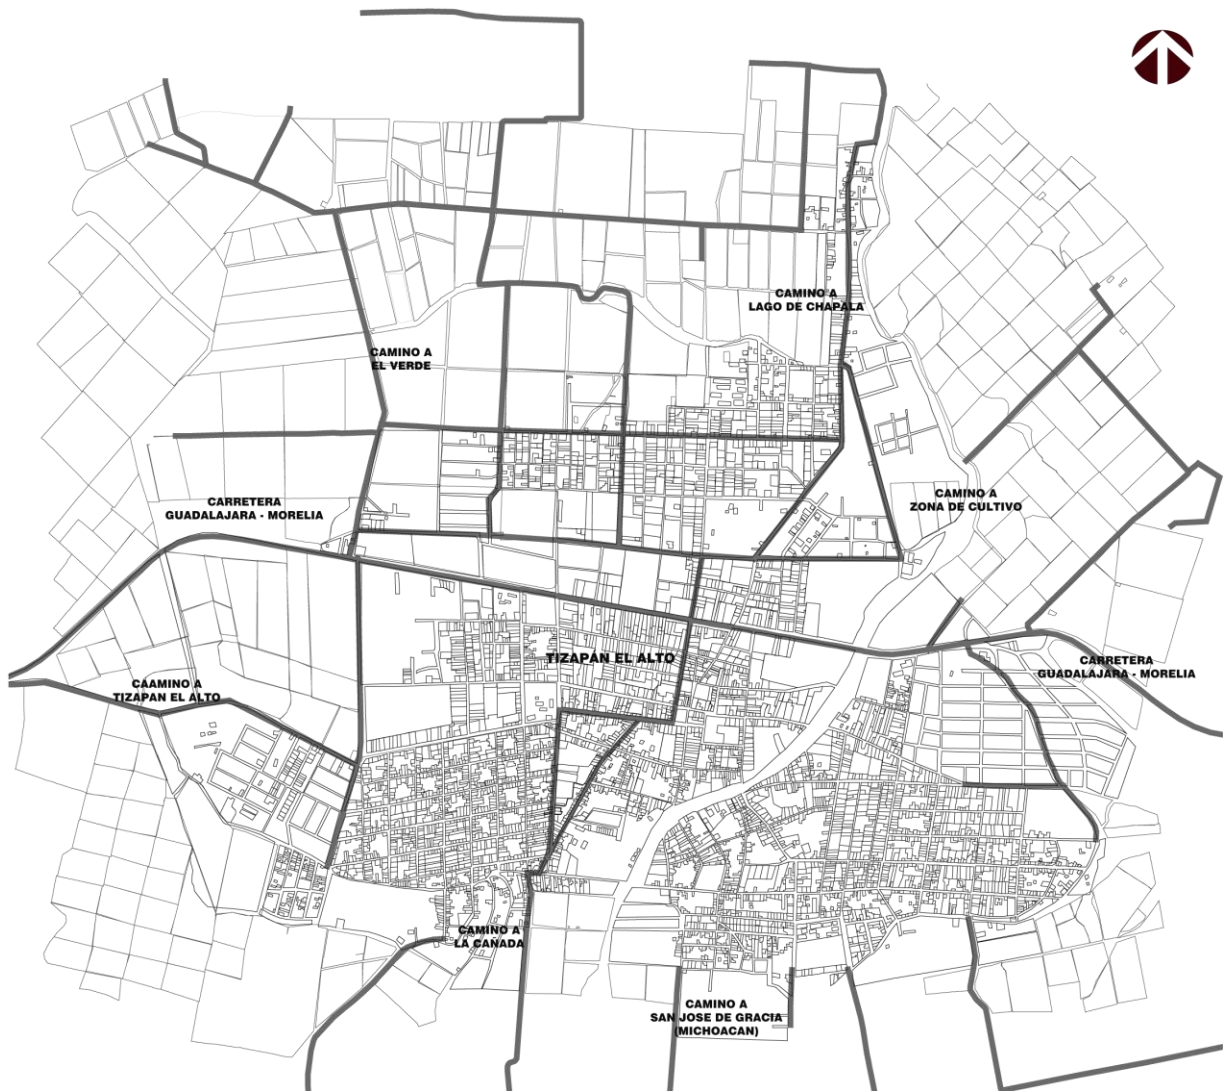 CAMINO A
LAGO DE CHAPALA
CAMINO A
EL VERDE
CARRETERA
GUADALAJARA - MORELIA
CAMINO A
ZONA DE CULTIVO
TIZAPAN EL ALTO
CARRETERA
GUADALAJARA - MORELIA
CAAMINO A
TIZAPAN EL ALTO
CAMINO A
LA CAÑADA
CAMINO A
SAN JOSE DE GRACIA
(MICHOACAN)